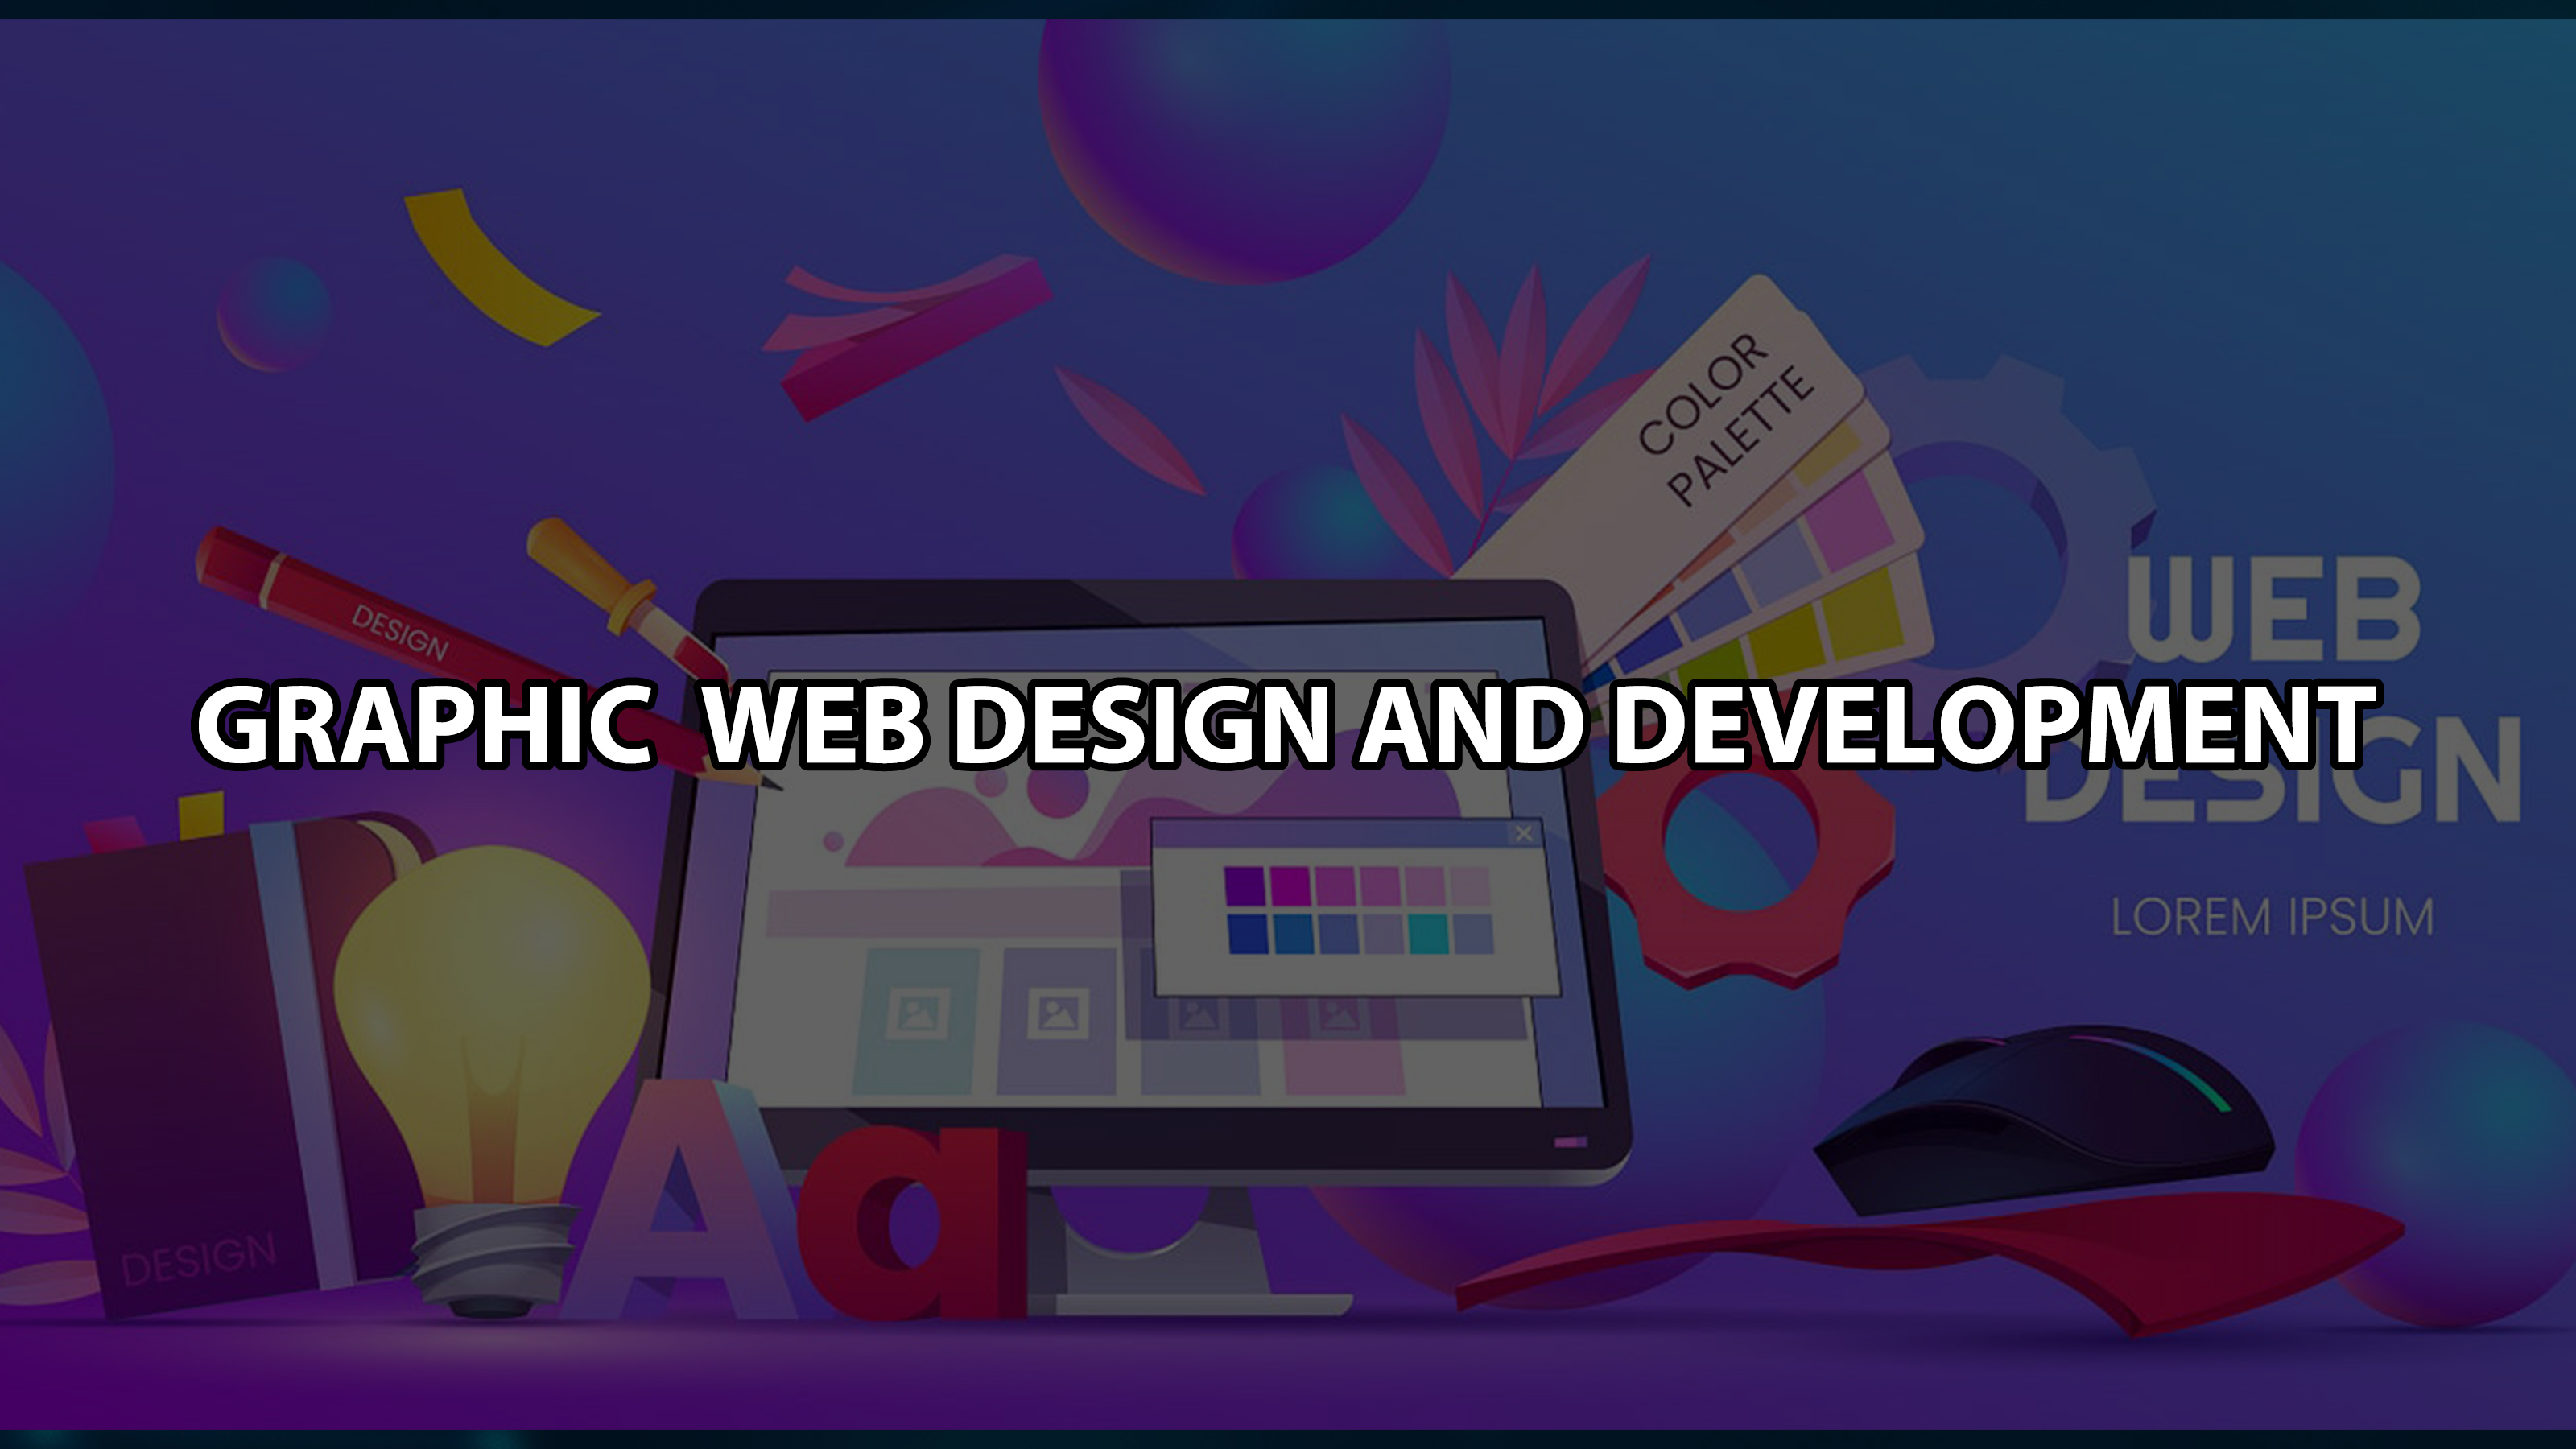 COLOR
PALETTE
DESIGN
WEB
GRAPHIC  WEB DESIGN AND DEVELOPMENT
DESIGN
LOREM IPSUM
Aa
DESIGN